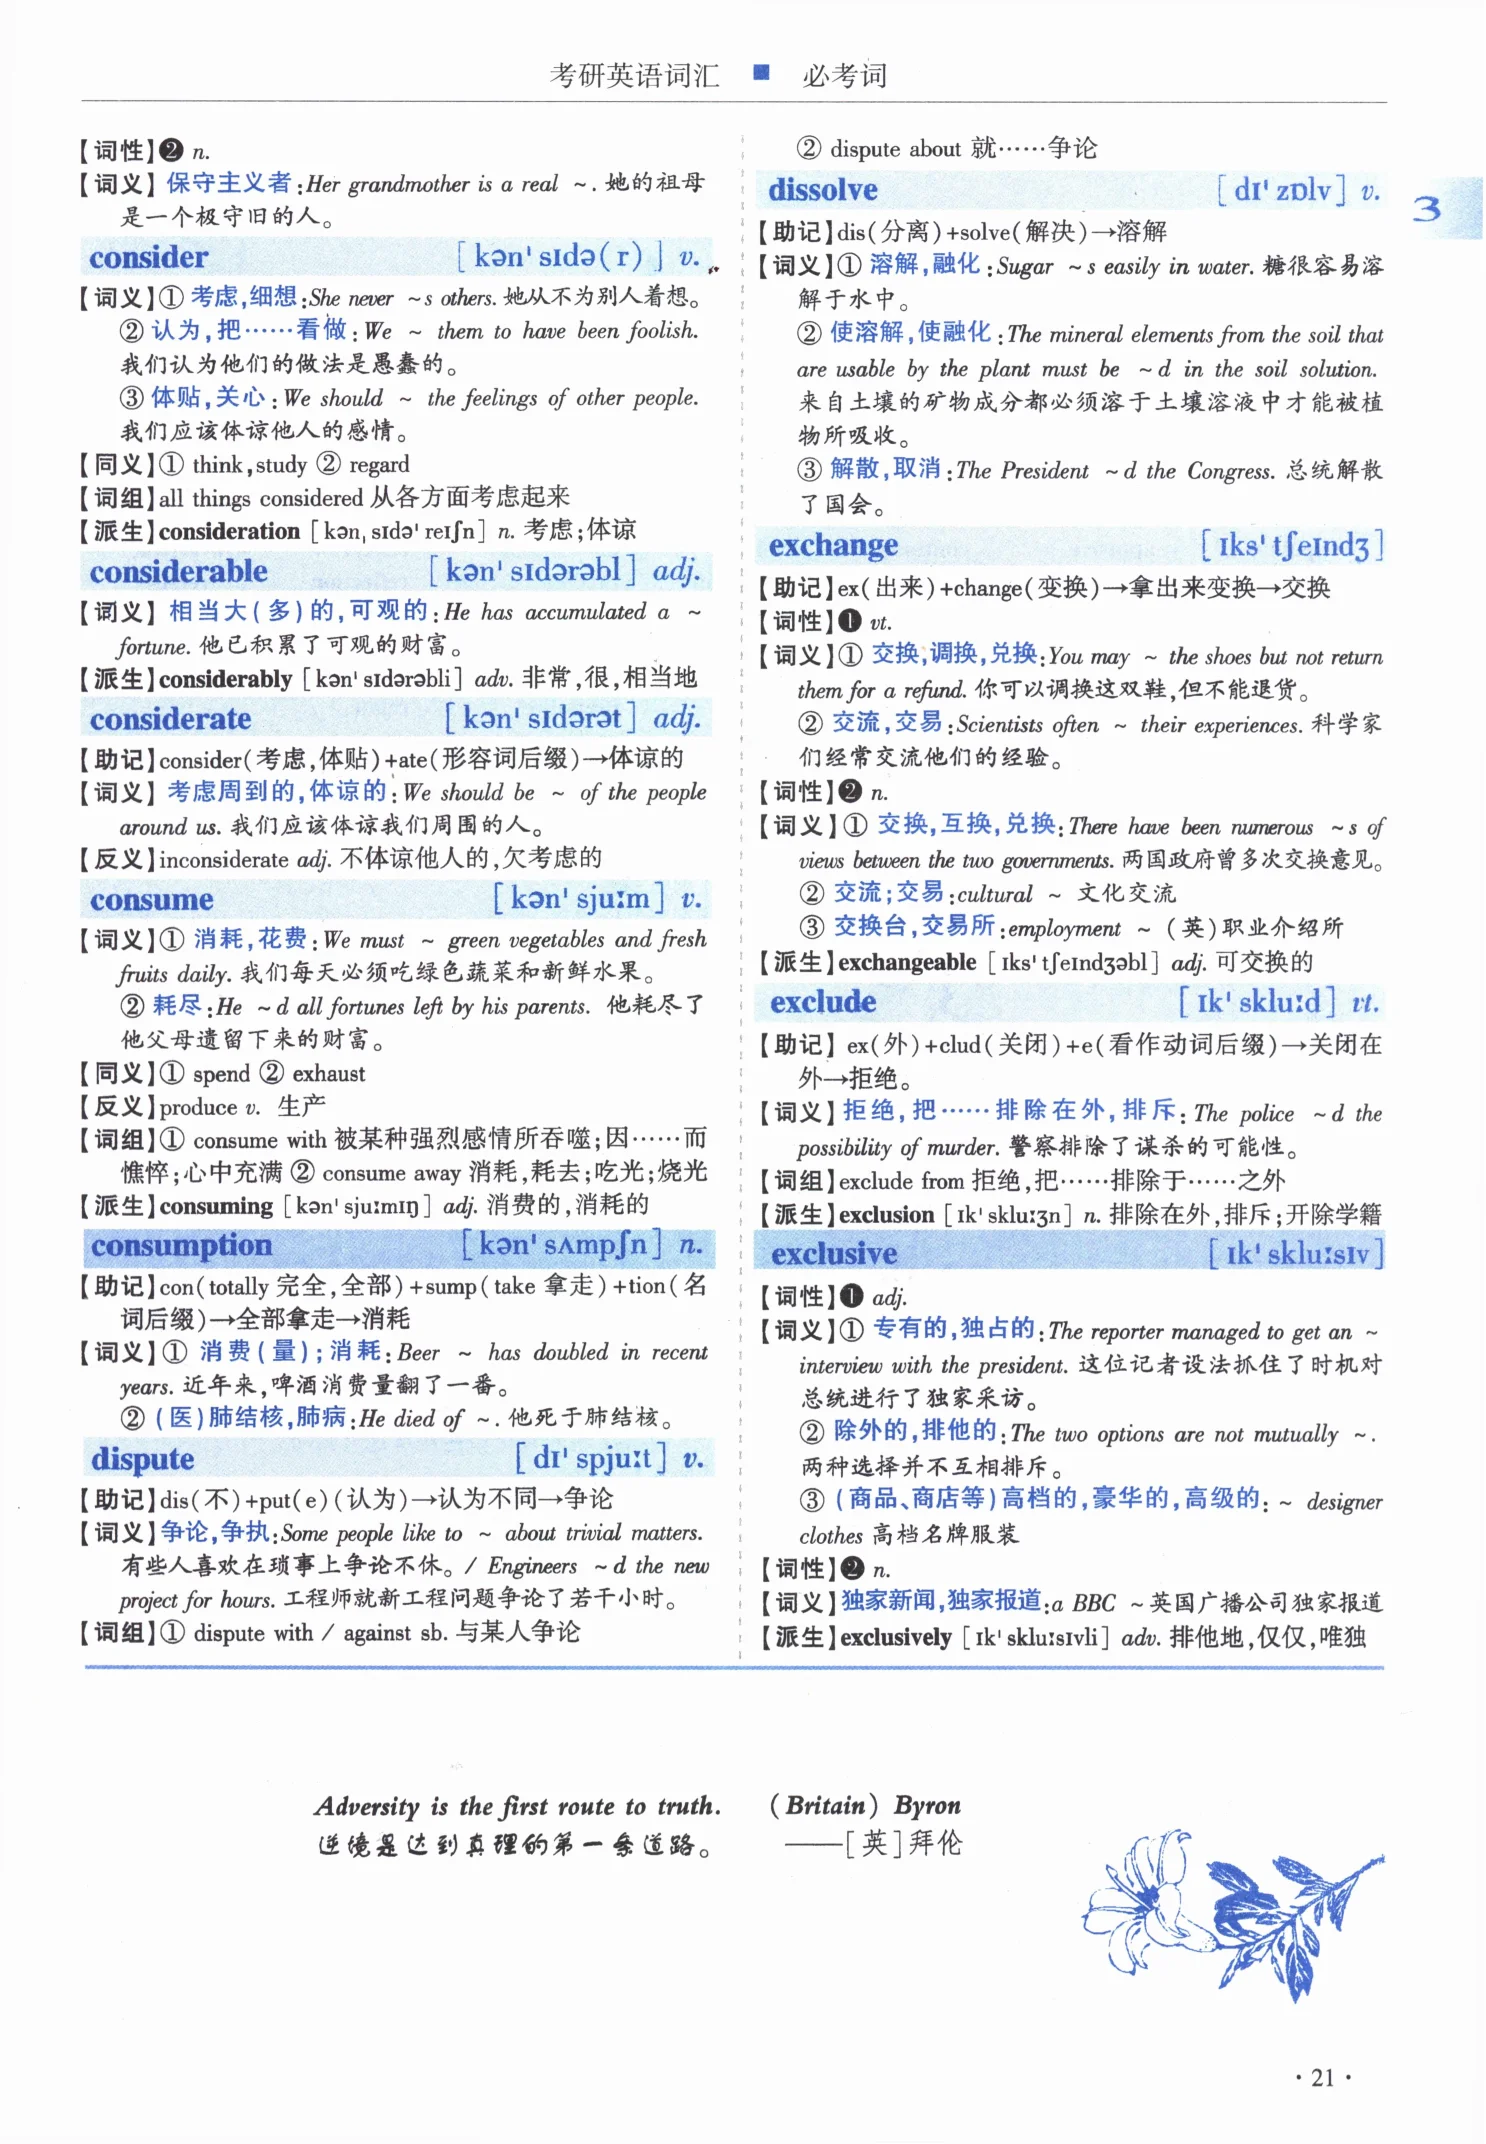 考研英语词汇 ■ 必考词
【词性】❷ n.
【词义】保守主义者:Her grandmother is a real ~. 她的祖母
是一个极守旧的人。
consider [kən'sɪdə(r)] v.
【词义】① 考虑,细想:She never ~s others. 她从不为别人着想。
② 认为,把……看做:We ~ them to have been foolish.
我们认为他们的做法是愚蠢的。
③ 体贴,关心:We should ~ the feelings of other people.
我们应该体谅他人的感情。
【同义】① think,study ② regard
【词组】all things considered 从各方面考虑起来
【派生】consideration [kənˌsɪdə'reɪʃn] n. 考虑;体谅
considerable [kən'sɪdərəbl] adj.
【词义】相当大(多)的,可观的:He has accumulated a ~
fortune. 他已积累了可观的财富。
【派生】considerably [kən'sɪdərəbli] adv. 非常,很,相当地
considerate [kən'sɪdərət] adj.
【助记】consider(考虑,体贴)+ate(形容词后缀)→体谅的
【词义】考虑周到的,体谅的:We should be ~ of the people
around us. 我们应该体谅我们周围的人。
【反义】inconsiderate adj. 不体谅他人的,欠考虑的
consume [kən'sjuːm] v.
【词义】① 消耗,花费:We must ~ green vegetables and fresh
fruits daily. 我们每天必须吃绿色蔬菜和新鲜水果。
② 耗尽:He ~d all fortunes left by his parents. 他耗尽了
他父母遗留下来的财富。
【同义】① spend ② exhaust
【反义】produce v. 生产
【词组】① consume with 被某种强烈感情所吞噬;因……而
憔悴;心中充满 ② consume away 消耗,耗去;吃光;烧光
【派生】consuming [kən'sjuːmɪŋ] adj. 消费的,消耗的
consumption [kən'sʌmpʃn] n.
【助记】con(totally 完全,全部)+sump(take 拿走)+tion(名
词后缀)→全部拿走→消耗
【词义】① 消费(量);消耗:Beer ~ has doubled in recent
years. 近年来,啤酒消费量翻了一番。
② (医)肺结核,肺病:He died of ~. 他死于肺结核。
dispute [dɪ'spjuːt] v.
【助记】dis(不)+put(e)(认为)→认为不同→争论
【词义】争论,争执:Some people like to ~ about trivial matters.
有些人喜欢在琐事上争论不休。/ Engineers ~d the new
project for hours. 工程师就新工程问题争论了若干小时。
【词组】① dispute with / against sb. 与某人争论
② dispute about 就……争论
dissolve [dɪ'zɒlv] v.
3
【助记】dis(分离)+solve(解决)→溶解
【词义】① 溶解,融化:Sugar ~s easily in water. 糖很容易溶
解于水中。
② 使溶解,使融化:The mineral elements from the soil that
are usable by the plant must be ~d in the soil solution.
来自土壤的矿物成分都必须溶于土壤溶液中才能被植
物所吸收。
③ 解散,取消:The President ~d the Congress. 总统解散
了国会。
exchange [ɪks'tʃeɪndʒ]
【助记】ex(出来)+change(变换)→拿出来变换→交换
【词性】❶ vt.
【词义】① 交换,调换,兑换:You may ~ the shoes but not return
them for a refund. 你可以调换这双鞋,但不能退货。
② 交流,交易:Scientists often ~ their experiences. 科学家
们经常交流他们的经验。
【词性】❷ n.
【词义】① 交换,互换,兑换:There have been numerous ~s of
views between the two governments. 两国政府曾多次交换意见。
② 交流;交易:cultural ~ 文化交流
③ 交换台,交易所:employment ~ (英)职业介绍所
【派生】exchangeable [ɪks'tʃeɪndʒəbl] adj. 可交换的
exclude [ɪk'skluːd] vt.
【助记】ex(外)+clud(关闭)+e(看作动词后缀)→关闭在
外→拒绝。
【词义】拒绝,把……排除在外,排斥:The police ~d the
possibility of murder. 警察排除了谋杀的可能性。
【词组】exclude from 拒绝,把……排除于……之外
【派生】exclusion [ɪk'skluːʒn] n. 排除在外,排斥;开除学籍
exclusive [ɪk'skluːsɪv]
【词性】❶ adj.
【词义】① 专有的,独占的:The reporter managed to get an ~
interview with the president. 这位记者设法抓住了时机对
总统进行了独家采访。
② 除外的,排他的:The two options are not mutually ~.
两种选择并不互相排斥。
③ (商品、商店等)高档的,豪华的,高级的:~ designer
clothes 高档名牌服装
【词性】❷ n.
【词义】独家新闻,独家报道:a BBC ~ 英国广播公司独家报道
【派生】exclusively [ɪk'skluːsɪvli] adv. 排他地,仅仅,唯独
Adversity is the first route to truth. (Britain) Byron
逆境是达到真理的第一条道路。 ——[英]拜伦
·21·